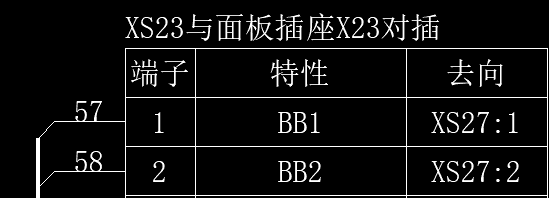 XS23与面板插座X23对插
端子 特性 去向
57 1 BB1 XS27:1
58 2 BB2 XS27:2